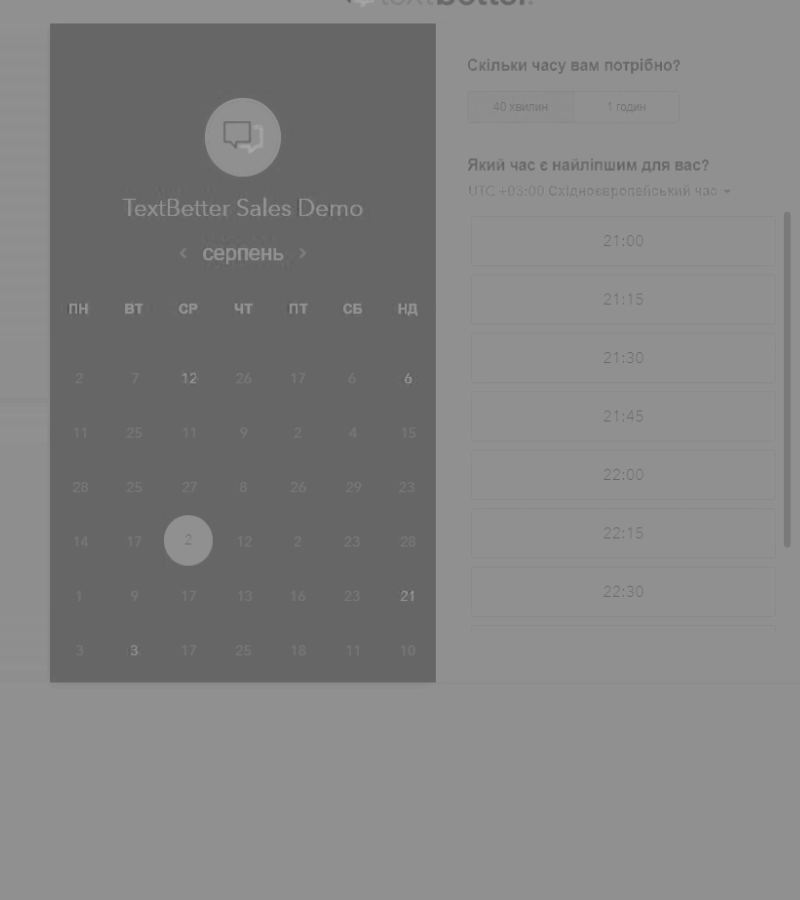 textbetter.
TextBetter Sales Demo
серпень
ПН ВТ СР ЧТ ПТ СБ НД
2 7 12 26 17 6 6
11 25 11 9 2 4 15
28 25 27 8 26 29 23
14 17 2 12 2 23 28
1 9 17 13 16 23 21
3 3 17 25 18 11 10
Скільки часу вам потрібно?
40 хвилин 1 годин
Який час є найліпшим для вас?
UTC +03:00 Східноєвропейський час
21:00
21:15
21:30
21:45
22:00
22:15
22:30